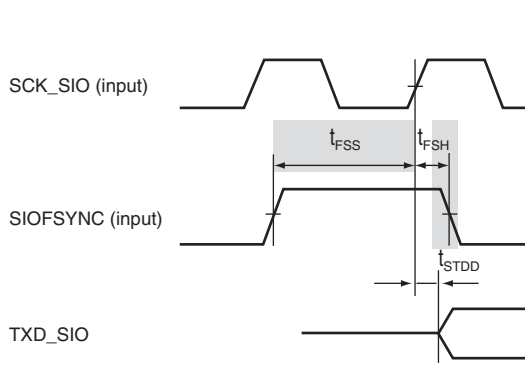 SCK_SIO (input)
tFSS
tFSH
SIOFSYNC (input)
tSTDD
TXD_SIO